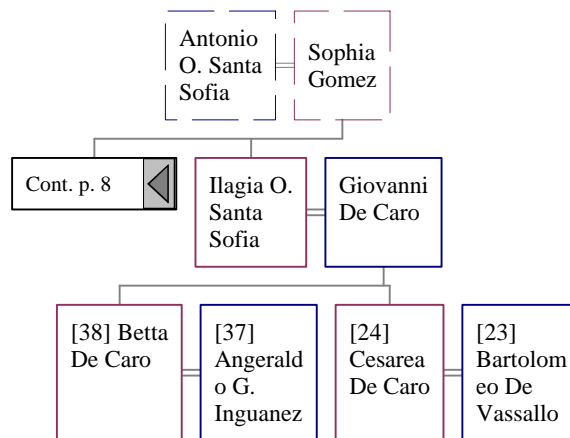 Antonio
O. Santa
Sofia
Sophia
Gomez
Cont. p. 8
Ilagia O.
Santa
Sofia
Giovanni
De Caro
[38] Betta
De Caro
[37]
Angerald
o G.
Inguanez
[24]
Cesarea
De Caro
[23]
Bartolom
eo De
Vassallo